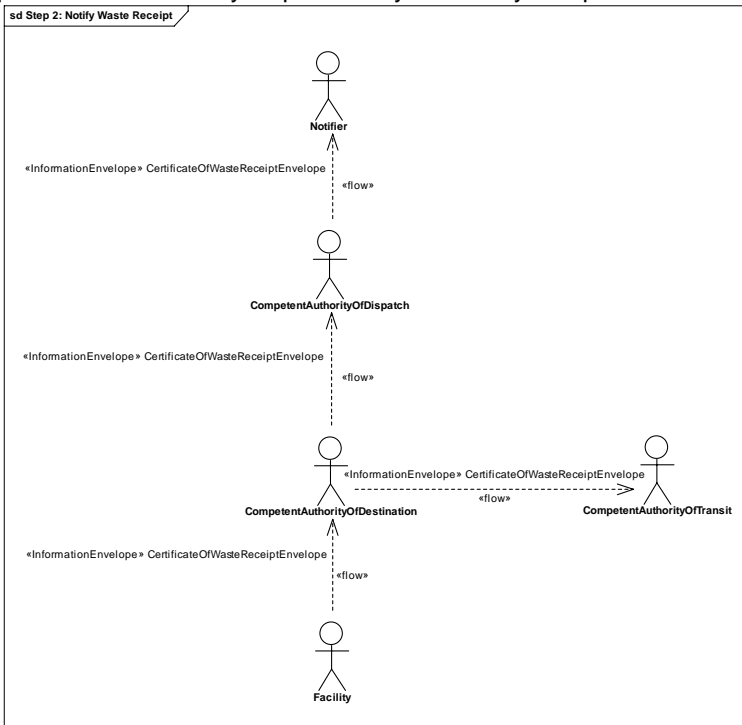 sd Step 2: Notify Waste Receipt
Notifier
«InformationEnvelope» CertificateOfWasteReceiptEnvelope
«flow»
CompetentAuthorityOfDispatch
«InformationEnvelope» CertificateOfWasteReceiptEnvelope
«flow»
«InformationEnvelope» CertificateOfWasteReceiptEnvelope
«flow»
CompetentAuthorityOfDestination
CompetentAuthorityOfTransit
«InformationEnvelope» CertificateOfWasteReceiptEnvelope
«flow»
Facility